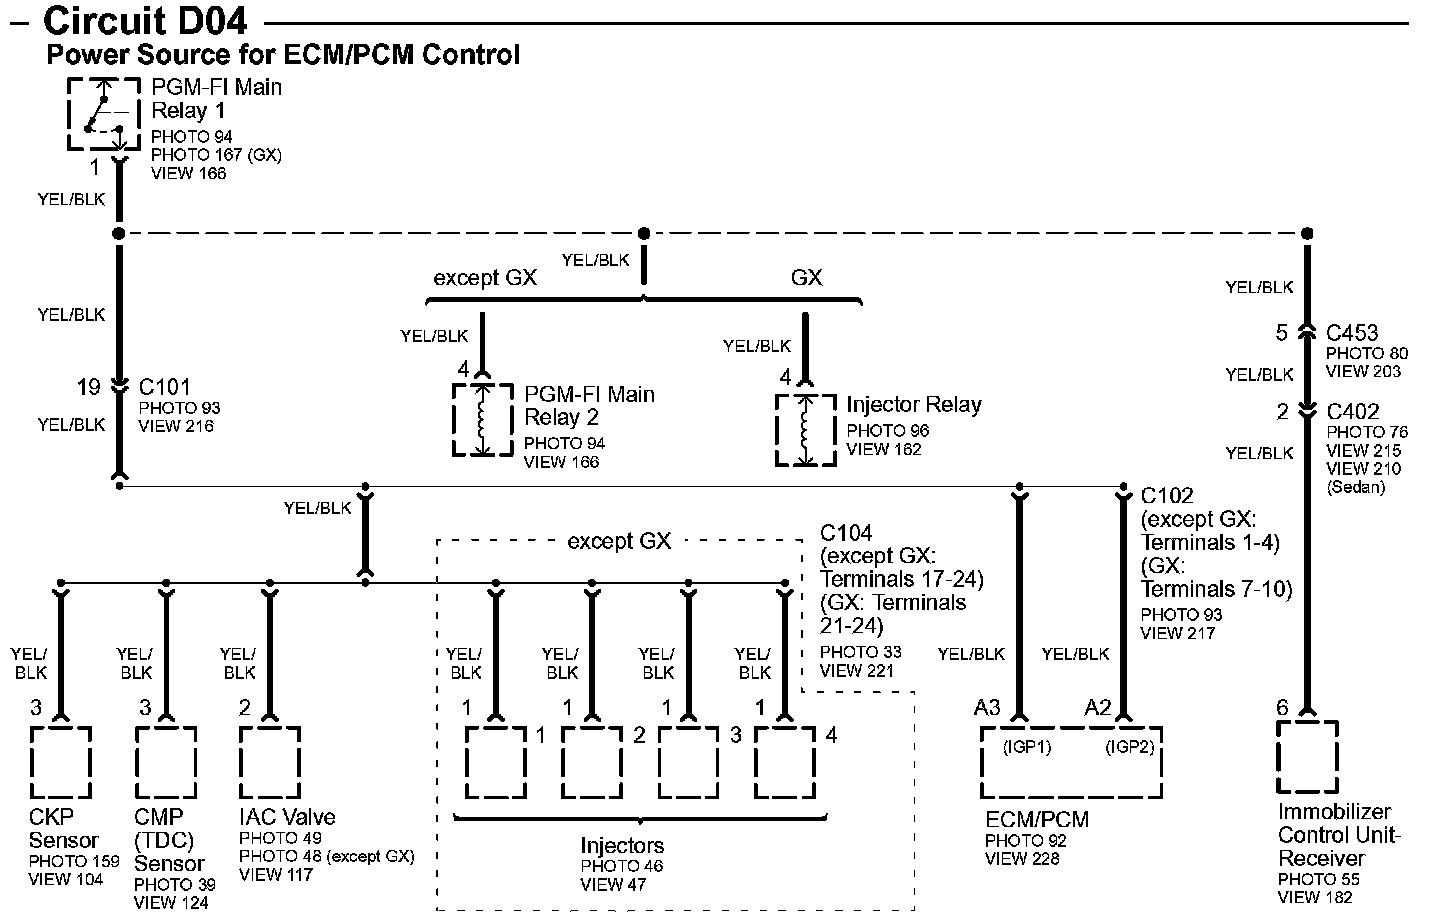 Circuit D04
Power Source for ECM/PCM Control
PGM-FI Main
Relay 1
PHOTO 94
PHOTO 167 (GX)
VIEW 166
1
YEL/BLK
YEL/BLK
except GX
GX
YEL/BLK
YEL/BLK
YEL/BLK
YEL/BLK
5
C453
PHOTO 80
VIEW 203
19
C101
PHOTO 93
VIEW 216
YEL/BLK
4
PGM-FI Main
Relay 2
PHOTO 94
VIEW 166
4
Injector Relay
PHOTO 96
VIEW 162
YEL/BLK
2
C402
PHOTO 76
VIEW 215
VIEW 210
(Sedan)
YEL/BLK
YEL/BLK
except GX
C104
(except GX:
Terminals 17-24)
(GX: Terminals
21-24)
PHOTO 33
VIEW 221
C102
(except GX:
Terminals 1-4)
(GX:
Terminals 7-10)
PHOTO 93
VIEW 217
YEL/
BLK
YEL/
BLK
YEL/
BLK
YEL/
BLK
YEL/
BLK
YEL/
BLK
YEL/
BLK
YEL/BLK
YEL/BLK
3
3
2
1
1
1
1
A3
A2
6
1
2
3
4
(IGP1)
(IGP2)
CKP
Sensor
PHOTO 159
VIEW 104
CMP
(TDC)
Sensor
PHOTO 39
VIEW 124
IAC Valve
PHOTO 49
PHOTO 48 (except GX)
VIEW 117
Injectors
PHOTO 46
VIEW 47
ECM/PCM
PHOTO 92
VIEW 228
Immobilizer
Control Unit-
Receiver
PHOTO 55
VIEW 182